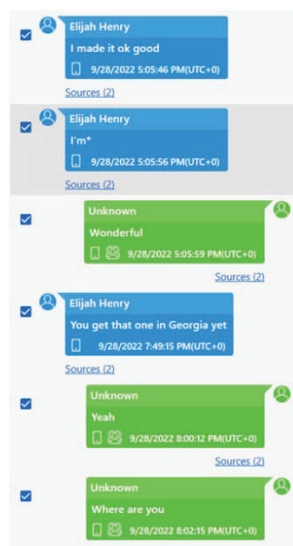 Elijah Henry
I made it ok good
9/28/2022 5:05:46 PM(UTC+0)
Sources (2)
Elijah Henry
I'm*
9/28/2022 5:05:56 PM(UTC+0)
Sources (2)
Unknown
Wonderful
9/28/2022 5:05:59 PM(UTC+0)
Sources (2)
Elijah Henry
You get that one in Georgia yet
9/28/2022 7:49:15 PM(UTC+0)
Sources (2)
Unknown
Yeah
9/28/2022 8:00:12 PM(UTC+0)
Sources (2)
Unknown
Where are you
9/28/2022 8:02:15 PM(UTC+0)